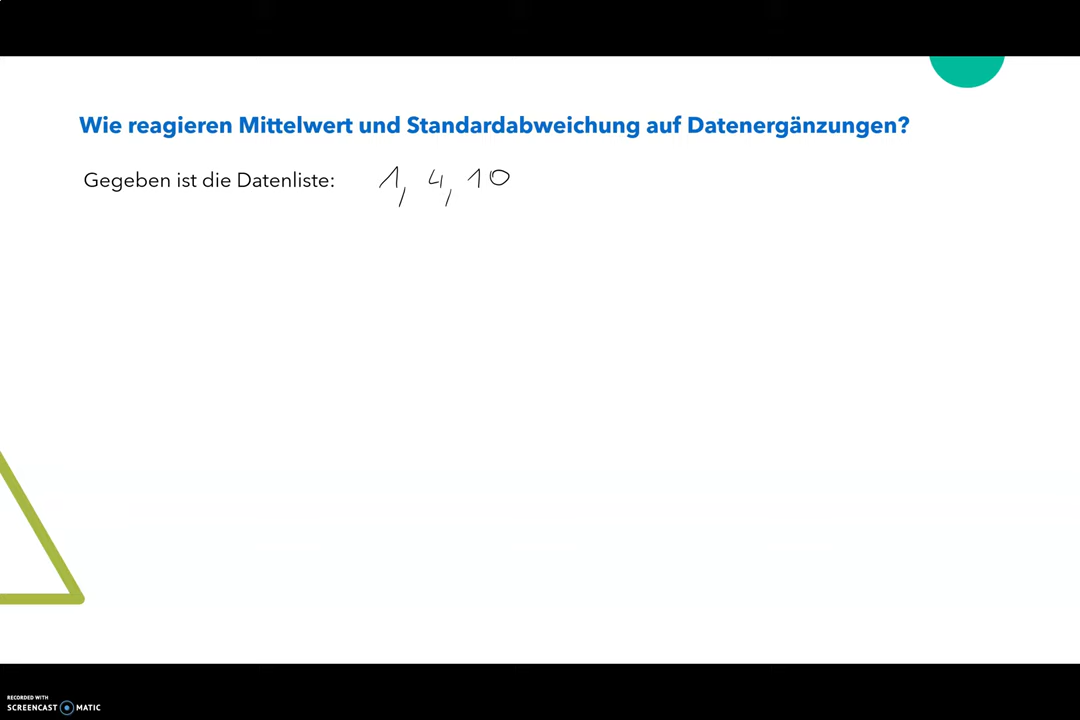 Wie reagieren Mittelwert und Standardabweichung auf Datenergänzungen?
Gegeben ist die Datenliste: 1, 4, 10
RECORDED WITH
SCREENCAST MATIC